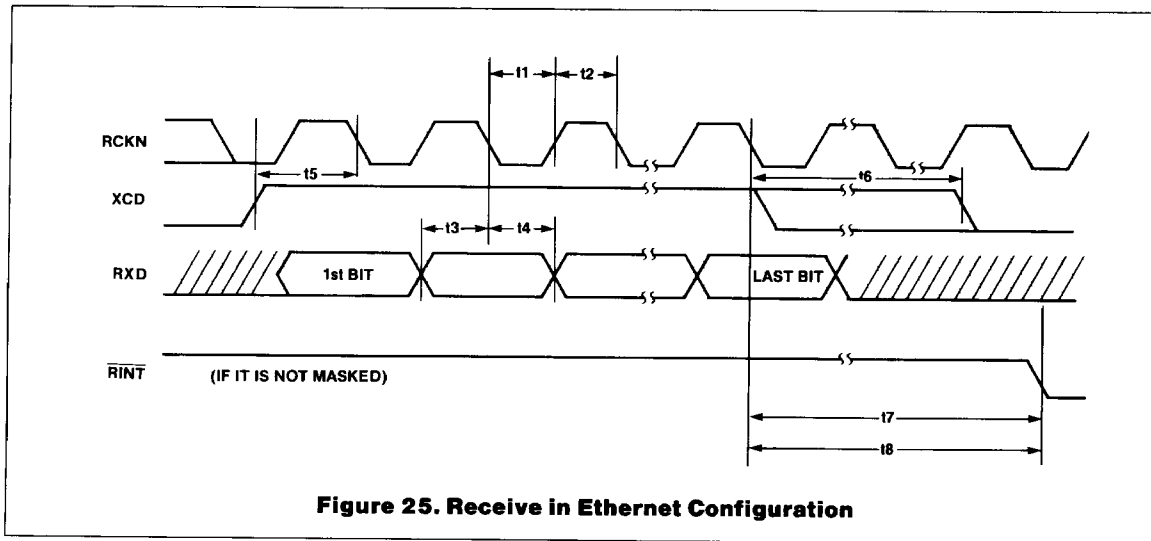 t1
t2
RCKN
t5
t6
XCD
t3
t4
RXD
1st BIT
LAST BIT
RINT
(IF IT IS NOT MASKED)
t7
t8
Figure 25. Receive in Ethernet Configuration